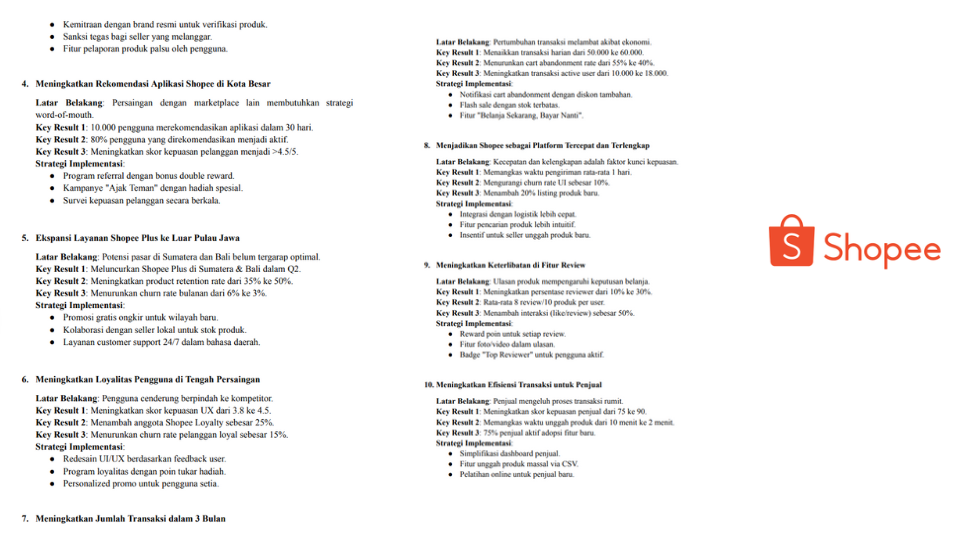 ● Kemitraan dengan brand resmi untuk verifikasi produk.
● Sanksi tegas bagi seller yang melanggar.
● Fitur pelaporan produk palsu oleh pengguna.
4. Meningkatkan Rekomendasi Aplikasi Shopee di Kota Besar
Latar Belakang: Persaingan dengan marketplace lain membutuhkan strategi
word-of-mouth.
Key Result 1: 10.000 pengguna merekomendasikan aplikasi dalam 30 hari.
Key Result 2: 80% pengguna yang direkomendasikan menjadi aktif.
Key Result 3: Meningkatkan skor kepuasan pelanggan menjadi >4.5/5.
Strategi Implementasi:
● Program referral dengan bonus double reward.
● Kampanye "Ajak Teman" dengan hadiah spesial.
● Survei kepuasan pelanggan secara berkala.
5. Ekspansi Layanan Shopee Plus ke Luar Pulau Jawa
Latar Belakang: Potensi pasar di Sumatera dan Bali belum tergarap optimal.
Key Result 1: Meluncurkan Shopee Plus di Sumatera & Bali dalam Q2.
Key Result 2: Meningkatkan product retention rate dari 35% ke 50%.
Key Result 3: Menurunkan churn rate bulanan dari 6% ke 3%.
Strategi Implementasi:
● Promosi gratis ongkir untuk wilayah baru.
● Kolaborasi dengan seller lokal untuk stok produk.
● Layanan customer support 24/7 dalam bahasa daerah.
6. Meningkatkan Loyalitas Pengguna di Tengah Persaingan
Latar Belakang: Pengguna cenderung berpindah ke kompetitor.
Key Result 1: Meningkatkan skor kepuasan UX dari 3.8 ke 4.5.
Key Result 2: Menambah anggota Shopee Loyalty sebesar 25%.
Key Result 3: Menurunkan churn rate pelanggan loyal sebesar 15%.
Strategi Implementasi:
● Redesain UI/UX berdasarkan feedback user.
● Program loyalitas dengan poin tukar hadiah.
● Personalized promo untuk pengguna setia.
7. Meningkatkan Jumlah Transaksi dalam 3 Bulan
Latar Belakang: Pertumbuhan transaksi melambat akibat ekonomi.
Key Result 1: Menaikkan transaksi harian dari 50.000 ke 60.000.
Key Result 2: Menurunkan cart abandonment rate dari 55% ke 40%.
Key Result 3: Meningkatkan transaksi active user dari 10.000 ke 18.000.
Strategi Implementasi:
● Notifikasi cart abandonment dengan diskon tambahan.
● Flash sale dengan stok terbatas.
● Fitur "Belanja Sekarang, Bayar Nanti".
8. Menjadikan Shopee sebagai Platform Tercepat dan Terlengkap
Latar Belakang: Kecepatan dan kelengkapan adalah faktor kunci kepuasan.
Key Result 1: Memangkas waktu pengiriman rata-rata 1 hari.
Key Result 2: Mengurangi churn rate UI sebesar 10%.
Key Result 3: Menambah 20% listing produk baru.
Strategi Implementasi:
● Integrasi dengan logistik lebih cepat.
● Fitur pencarian produk lebih intuitif.
● Insentif untuk seller unggah produk baru.
9. Meningkatkan Keterlibatan di Fitur Review
Latar Belakang: Ulasan produk mempengaruhi keputusan belanja.
Key Result 1: Meningkatkan persentase reviewer dari 10% ke 30%.
Key Result 2: Rata-rata 8 review/10 produk per user.
Key Result 3: Menambah interaksi (like/review) sebesar 50%.
Strategi Implementasi:
● Reward poin untuk setiap review.
● Fitur foto/video dalam ulasan.
● Badge "Top Reviewer" untuk pengguna aktif.
10. Meningkatkan Efisiensi Transaksi untuk Penjual
Latar Belakang: Penjual mengeluh proses transaksi rumit.
Key Result 1: Meningkatkan skor kepuasan penjual dari 75 ke 90.
Key Result 2: Memangkas waktu unggah produk dari 10 menit ke 2 menit.
Key Result 3: 75% penjual aktif adopsi fitur baru.
Strategi Implementasi:
● Simplifikasi dashboard penjual.
● Fitur unggah produk massal via CSV.
● Pelatihan online untuk penjual baru.
S Shopee